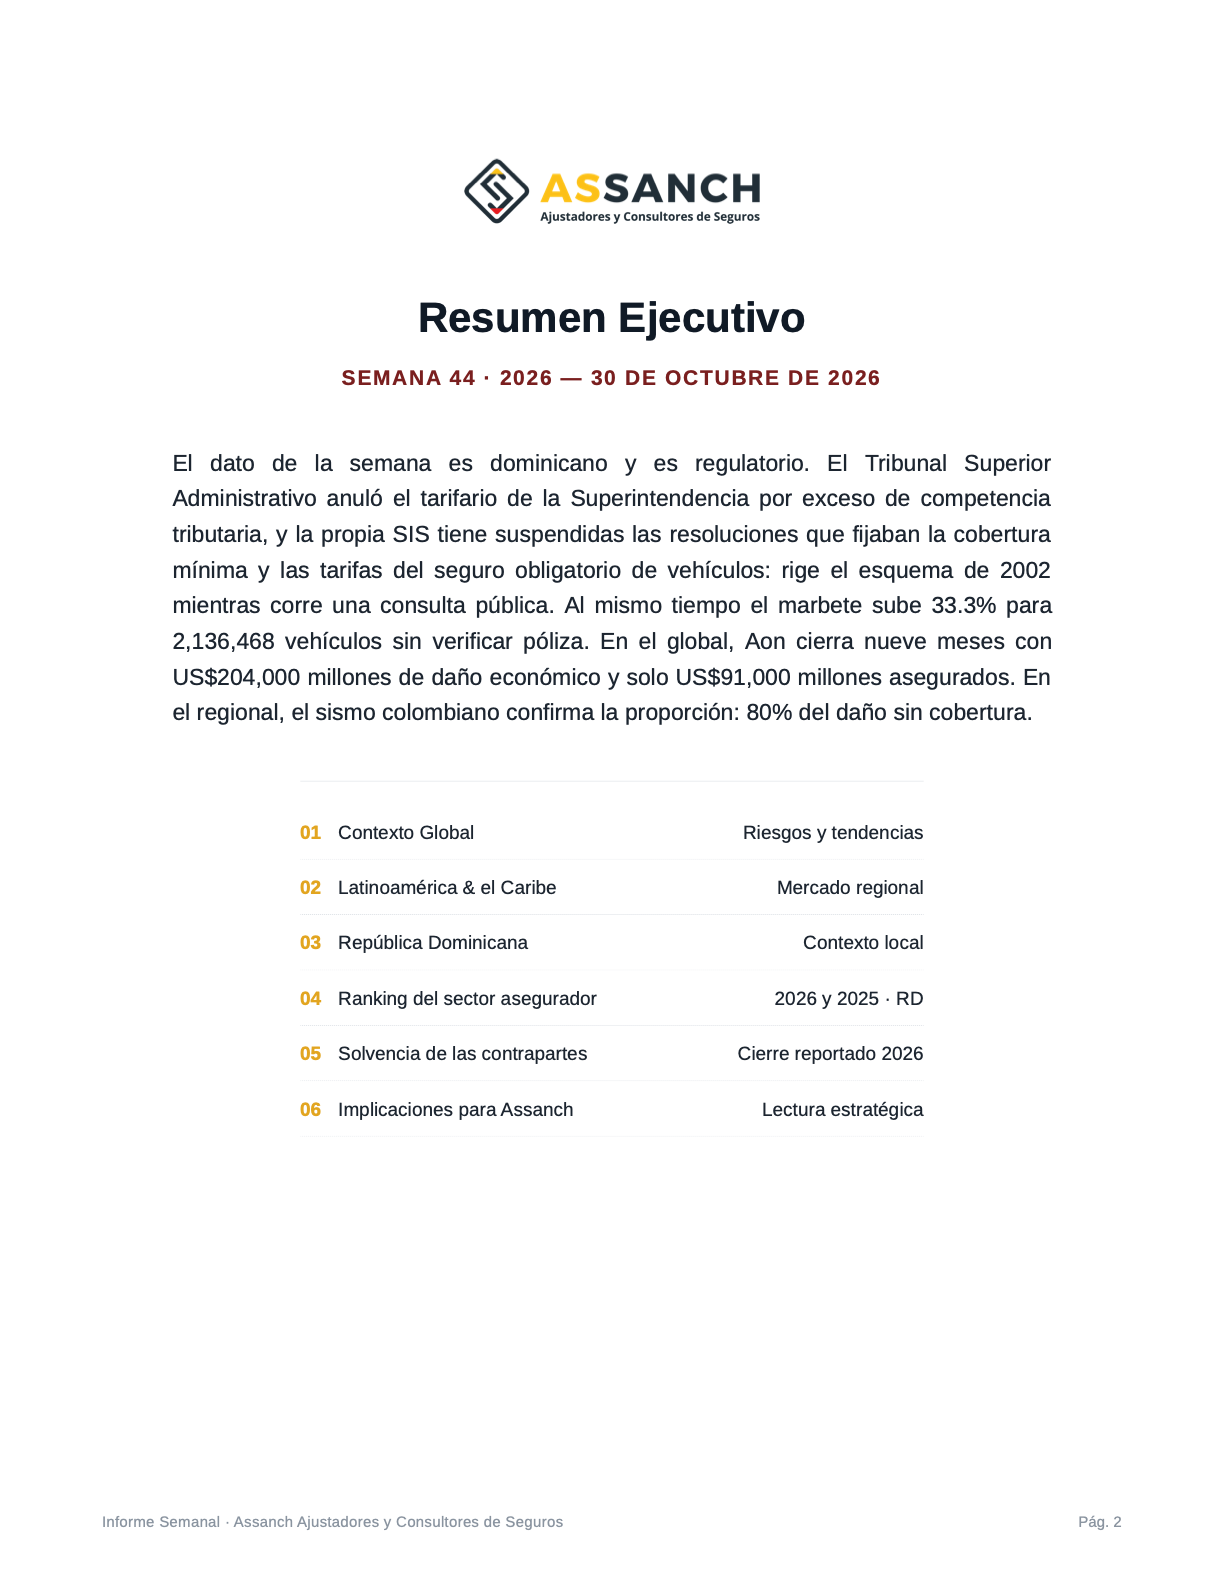 ASSANCH
Ajustadores y Consultores de Seguros
Resumen Ejecutivo
SEMANA 44 · 2026 — 30 DE OCTUBRE DE 2026
El dato de la semana es dominicano y es regulatorio. El Tribunal Superior
Administrativo anuló el tarifario de la Superintendencia por exceso de competencia
tributaria, y la propia SIS tiene suspendidas las resoluciones que fijaban la cobertura
mínima y las tarifas del seguro obligatorio de vehículos: rige el esquema de 2002
mientras corre una consulta pública. Al mismo tiempo el marbete sube 33.3% para
2,136,468 vehículos sin verificar póliza. En el global, Aon cierra nueve meses con
US$204,000 millones de daño económico y solo US$91,000 millones asegurados. En
el regional, el sismo colombiano confirma la proporción: 80% del daño sin cobertura.
01 Contexto Global Riesgos y tendencias
02 Latinoamérica & el Caribe Mercado regional
03 República Dominicana Contexto local
04 Ranking del sector asegurador 2026 y 2025 · RD
05 Solvencia de las contrapartes Cierre reportado 2026
06 Implicaciones para Assanch Lectura estratégica
Informe Semanal · Assanch Ajustadores y Consultores de Seguros Pág. 2